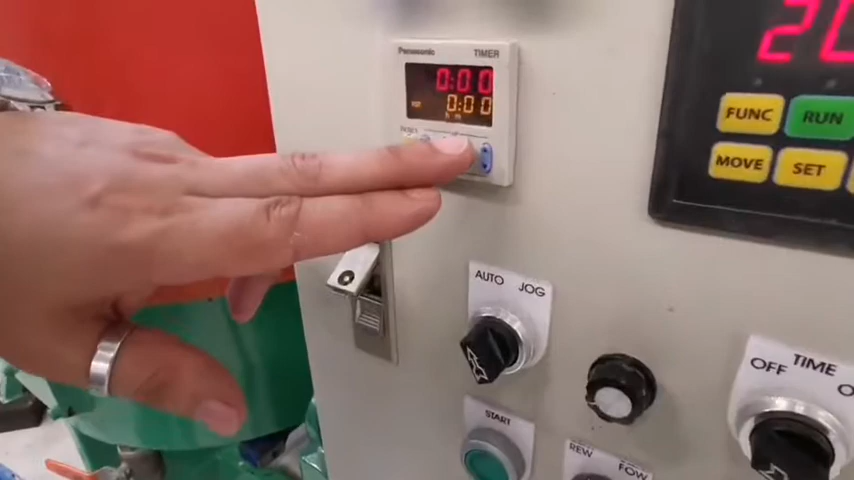 Panasonic TIMER
0:00
0:00
h m
FUNC RUN
MOVE SET
AUTO JOG
OFF TIME O
START
REW FOW